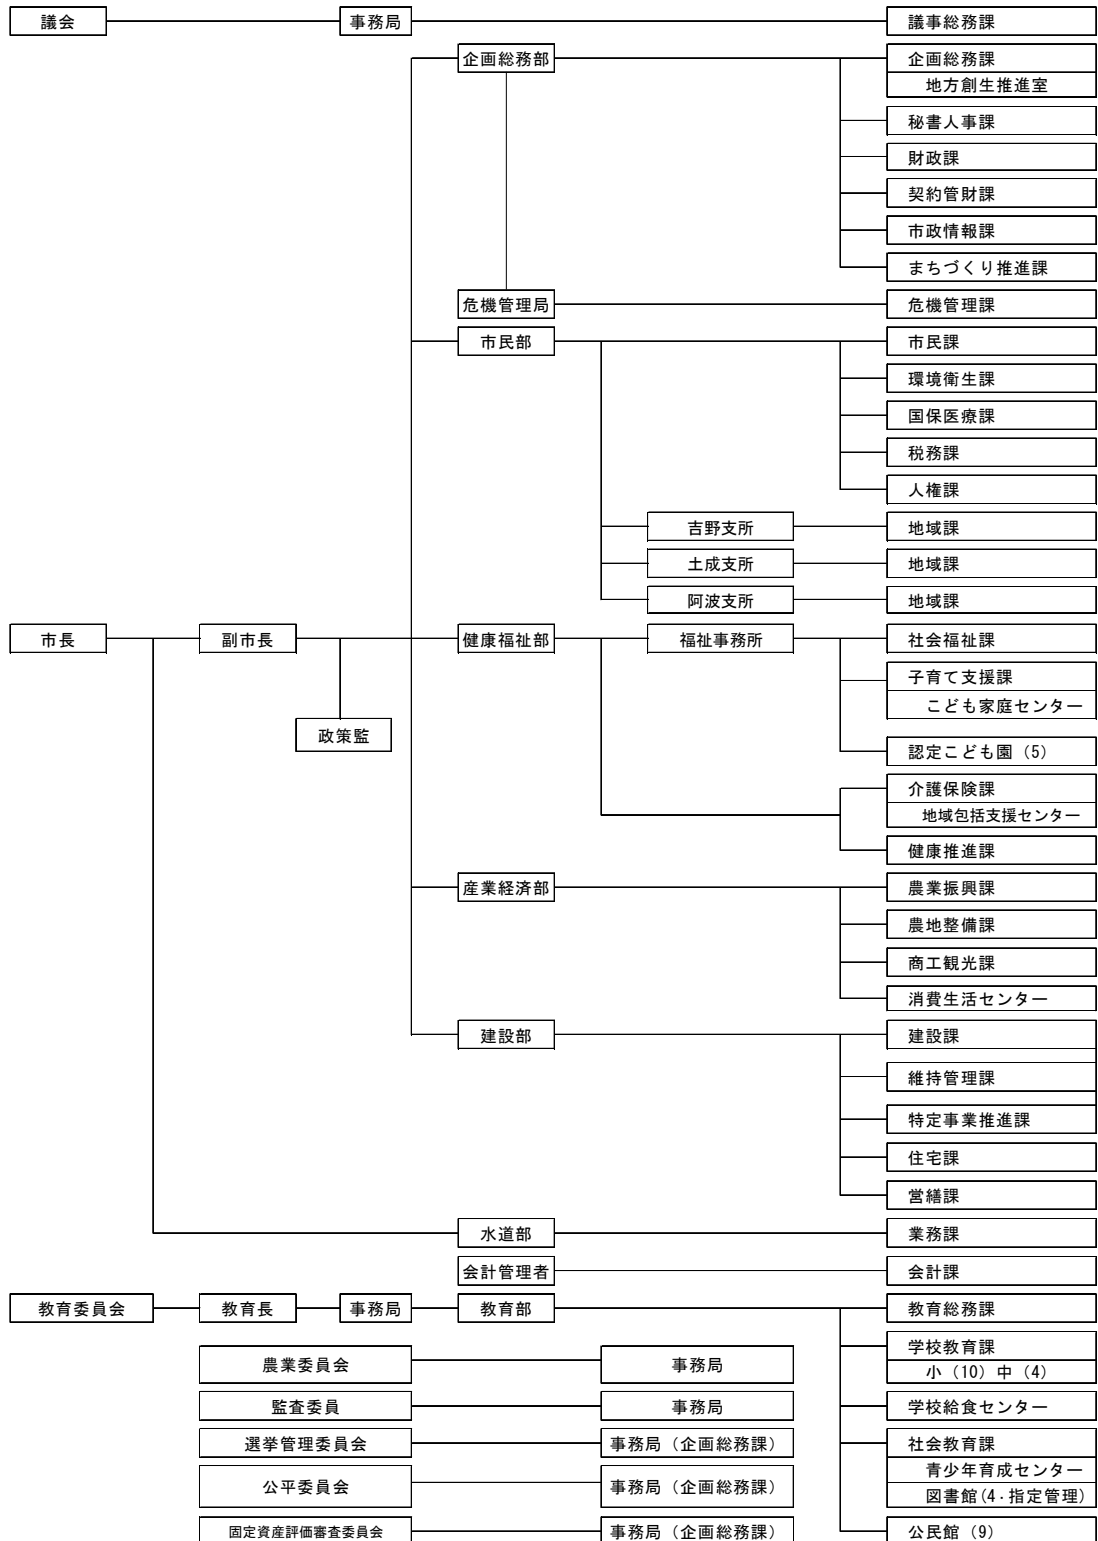 議会 事務局 議事総務課
企画総務部 企画総務課
地方創生推進室
秘書人事課
財政課
契約管財課
市政情報課
まちづくり推進課
危機管理局 危機管理課
市民部 市民課
環境衛生課
国保医療課
税務課
人権課
吉野支所 地域課
土成支所 地域課
阿波支所 地域課
市長 副市長 健康福祉部 福祉事務所 社会福祉課
子育て支援課
こども家庭センター
政策監
認定こども園（5）
介護保険課
地域包括支援センター
健康推進課
産業経済部 農業振興課
農地整備課
商工観光課
消費生活センター
建設部 建設課
維持管理課
特定事業推進課
住宅課
営繕課
水道部 業務課
会計管理者 会計課
教育委員会 教育長 事務局 教育部 教育総務課
学校教育課
農業委員会 事務局
小（10）中（4）
監査委員 事務局 学校給食センター
選挙管理委員会 事務局（企画総務課） 社会教育課
青少年育成センター
公平委員会 事務局（企画総務課）
図書館(4・指定管理)
固定資産評価審査委員会 事務局（企画総務課） 公民館（9）